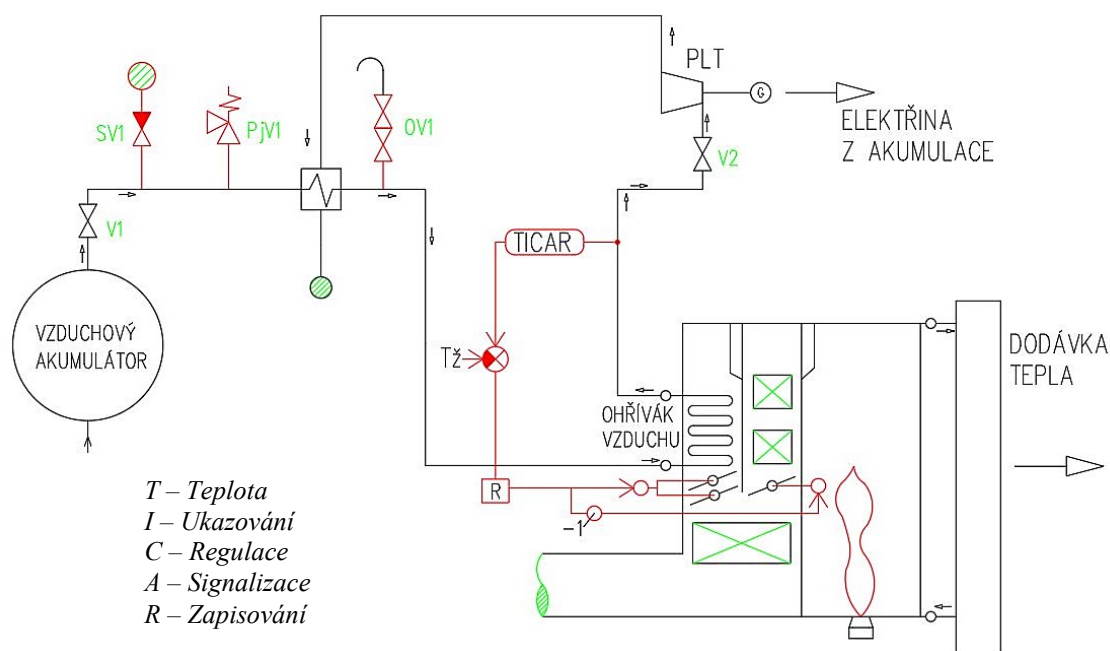 PLT
G
ELEKTŘINA
Z AKUMULACE
SV1
PjV1
OV1
V2
V1
TICAR
VZDUCHOVÝ
AKUMULÁTOR
Tž
DODÁVKA
TEPLA
OHŘÍVÁK
VZDUCHU
R
-1
T – Teplota
I – Ukazování
C – Regulace
A – Signalizace
R – Zapisování